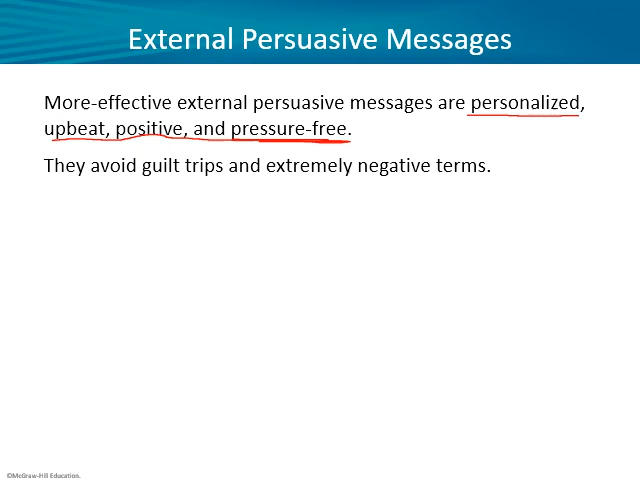 External Persuasive Messages
More-effective external persuasive messages are personalized,
upbeat, positive, and pressure-free.
They avoid guilt trips and extremely negative terms.
©McGraw-Hill Education.